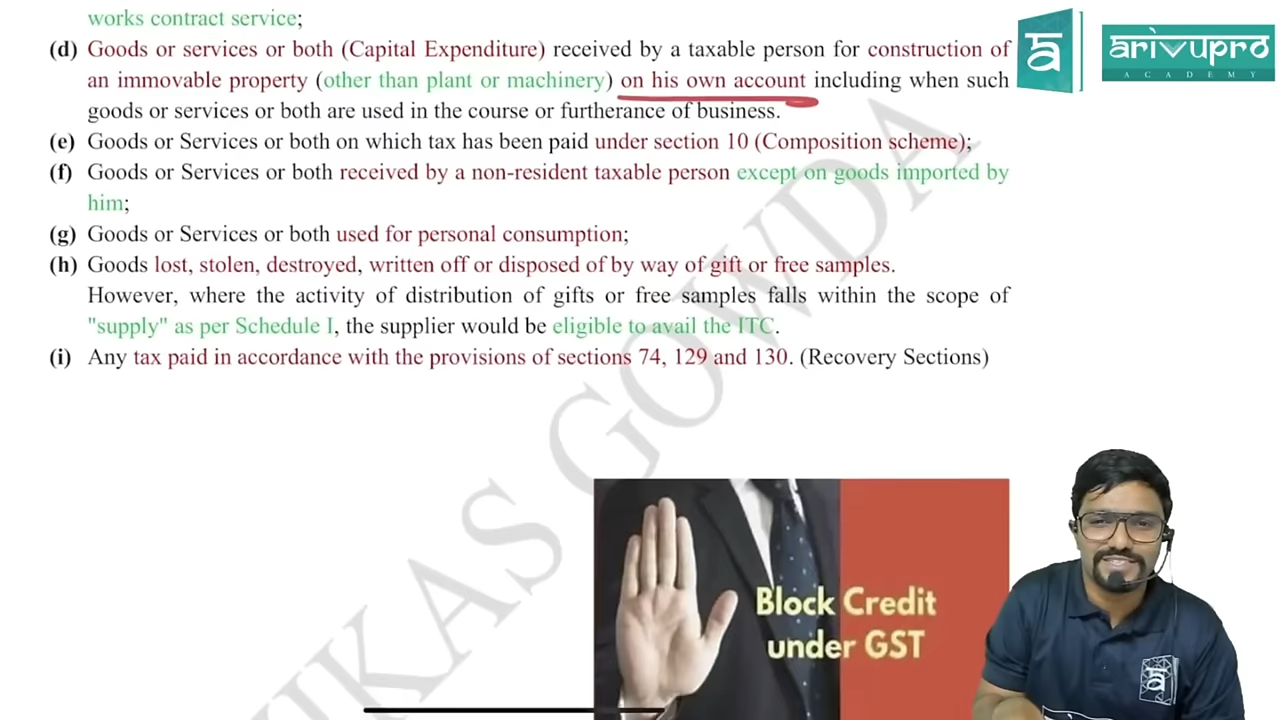 works contract service;
(d) Goods or services or both (Capital Expenditure) received by a taxable person for construction of
an immovable property (other than plant or machinery) on his own account including when such
goods or services or both are used in the course or furtherance of business.
(e) Goods or Services or both on which tax has been paid under section 10 (Composition scheme);
(f) Goods or Services or both received by a non-resident taxable person except on goods imported by
him;
(g) Goods or Services or both used for personal consumption;
(h) Goods lost, stolen, destroyed, written off or disposed of by way of gift or free samples.
However, where the activity of distribution of gifts or free samples falls within the scope of
"supply" as per Schedule I, the supplier would be eligible to avail the ITC.
(i) Any tax paid in accordance with the provisions of sections 74, 129 and 130. (Recovery Sections)
Block Credit
under GST
VIKAS GOWDA
arivupro
ACADEMY